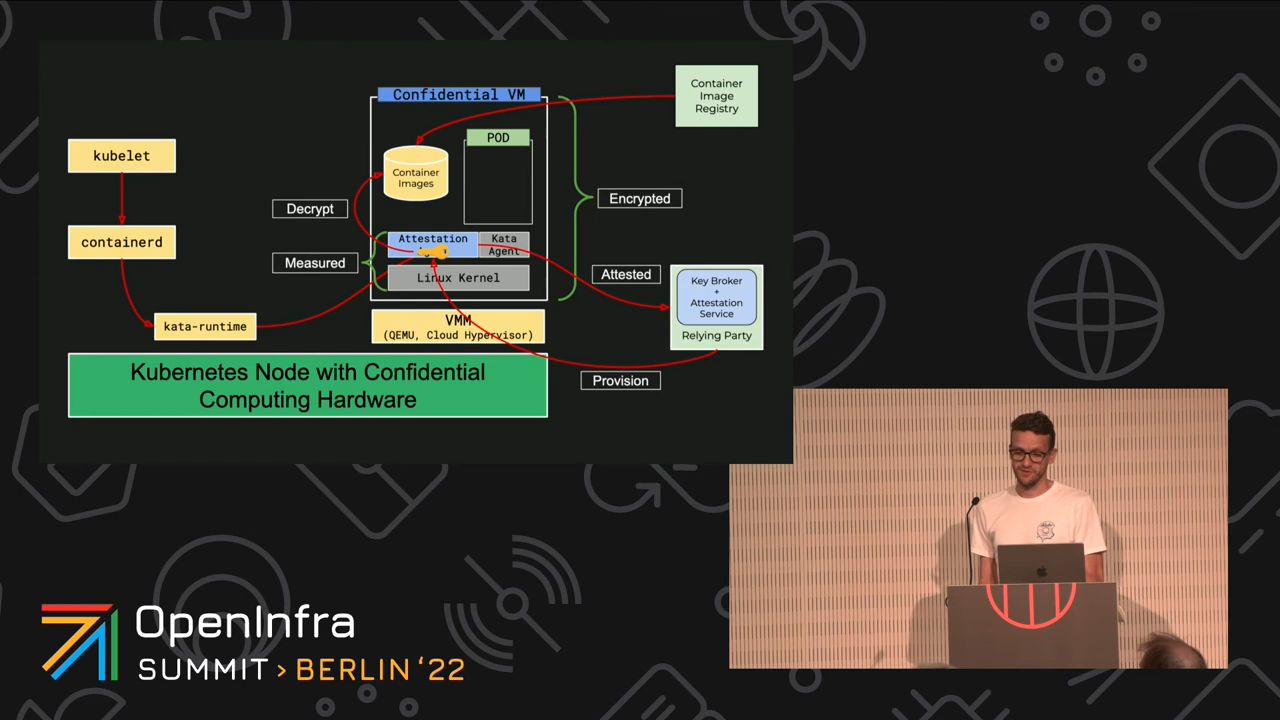 Confidential VM
Container
Image
Registry
POD
kubelet
Container
Images
Encrypted
Decrypt
containerd
Attestation
Kata
Agent
Measured
Attested
Linux Kernel
Key Broker
+
Attestation
Service
Relying Party
kata-runtime
VMM
(QEMU, Cloud Hypervisor)
Provision
Kubernetes Node with Confidential
Computing Hardware
OpenInfra
SUMMIT > BERLIN '22